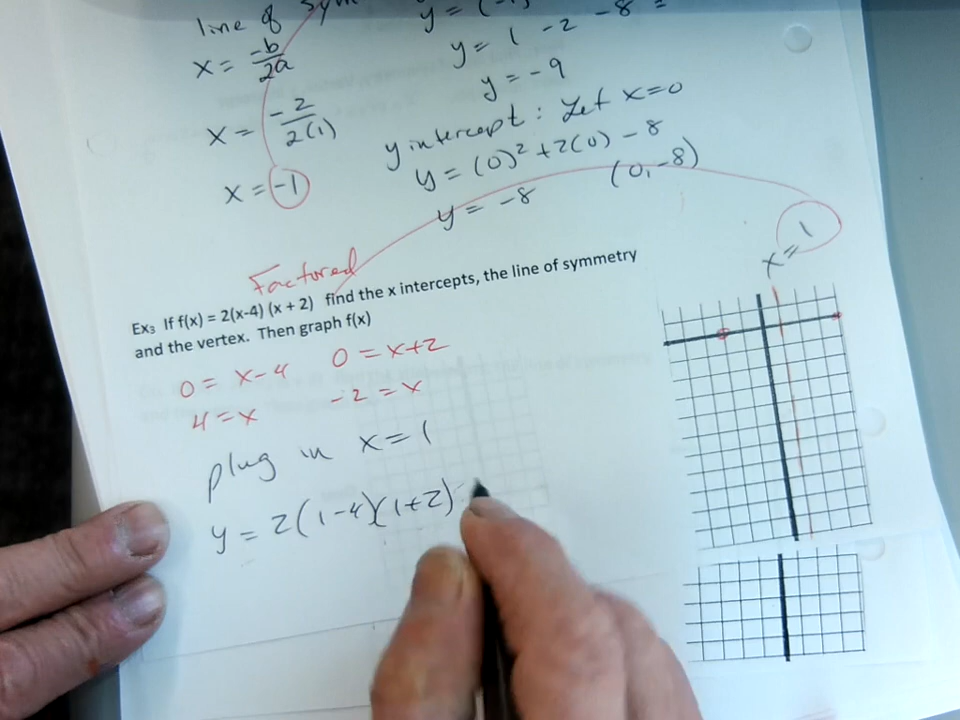 line of sym
x = -b/2a
x = -2/2(1)
x = -1
y = (-1)
y = 1 - 2 - 8 =
y = -9
y intercept: Let x=0
y = (0)² + 2(0) - 8
y = -8 (0, -8)
x = 1
Factored
Ex3 If f(x) = 2(x-4) (x + 2) find the x intercepts, the line of symmetry
and the vertex. Then graph f(x)
0 = x-4 0 = x+2
4 = x -2 = x
plug in x = 1
y = 2(1-4)(1+2)